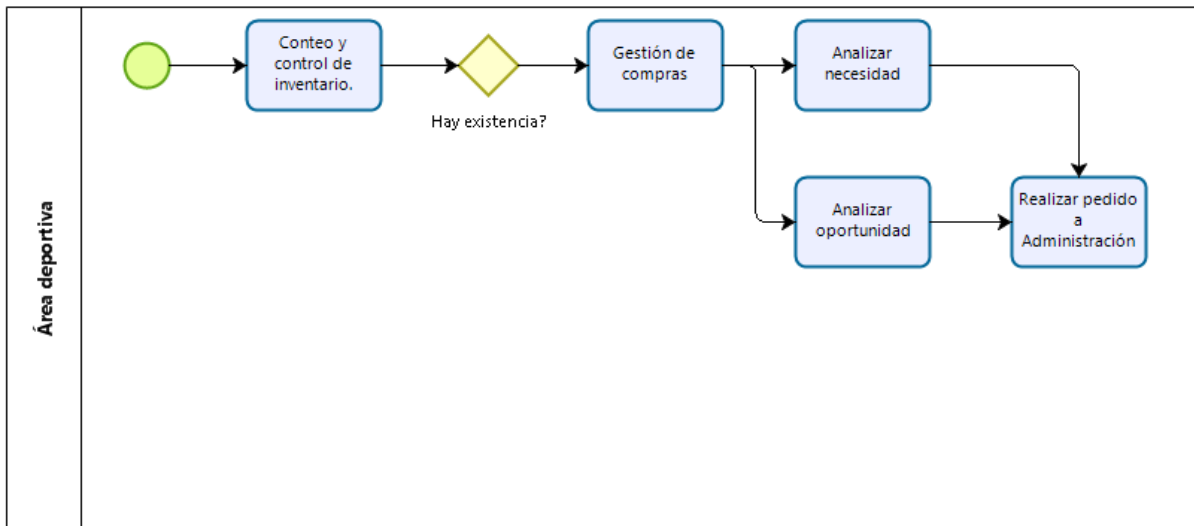 Área deportiva
Conteo y
control de
inventario.
Hay existencia?
Gestión de
compras
Analizar
necesidad
Analizar
oportunidad
Realizar pedido
a
Administración